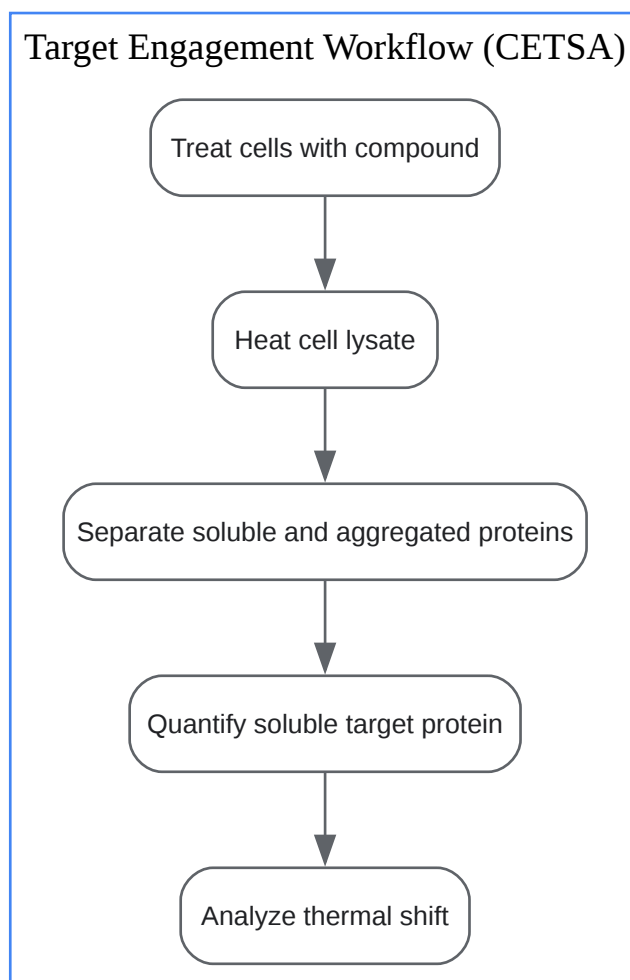 Target Engagement Workflow (CETSA)
Treat cells with compound
Heat cell lysate
Separate soluble and aggregated proteins
Quantify soluble target protein
Analyze thermal shift